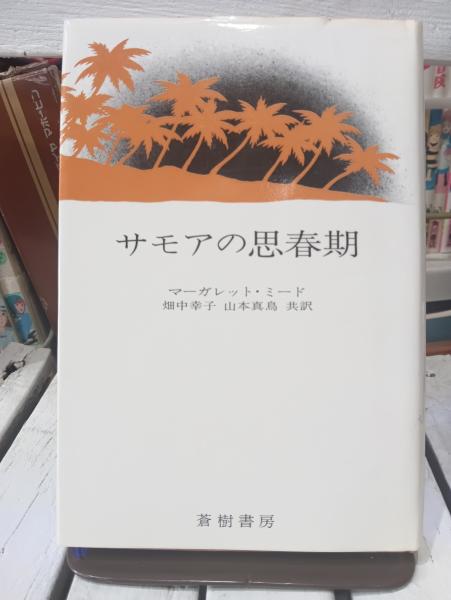 サモアの思春期
マーガレット・ミード
畑中幸子 山本真鳥 共訳
蒼樹書房